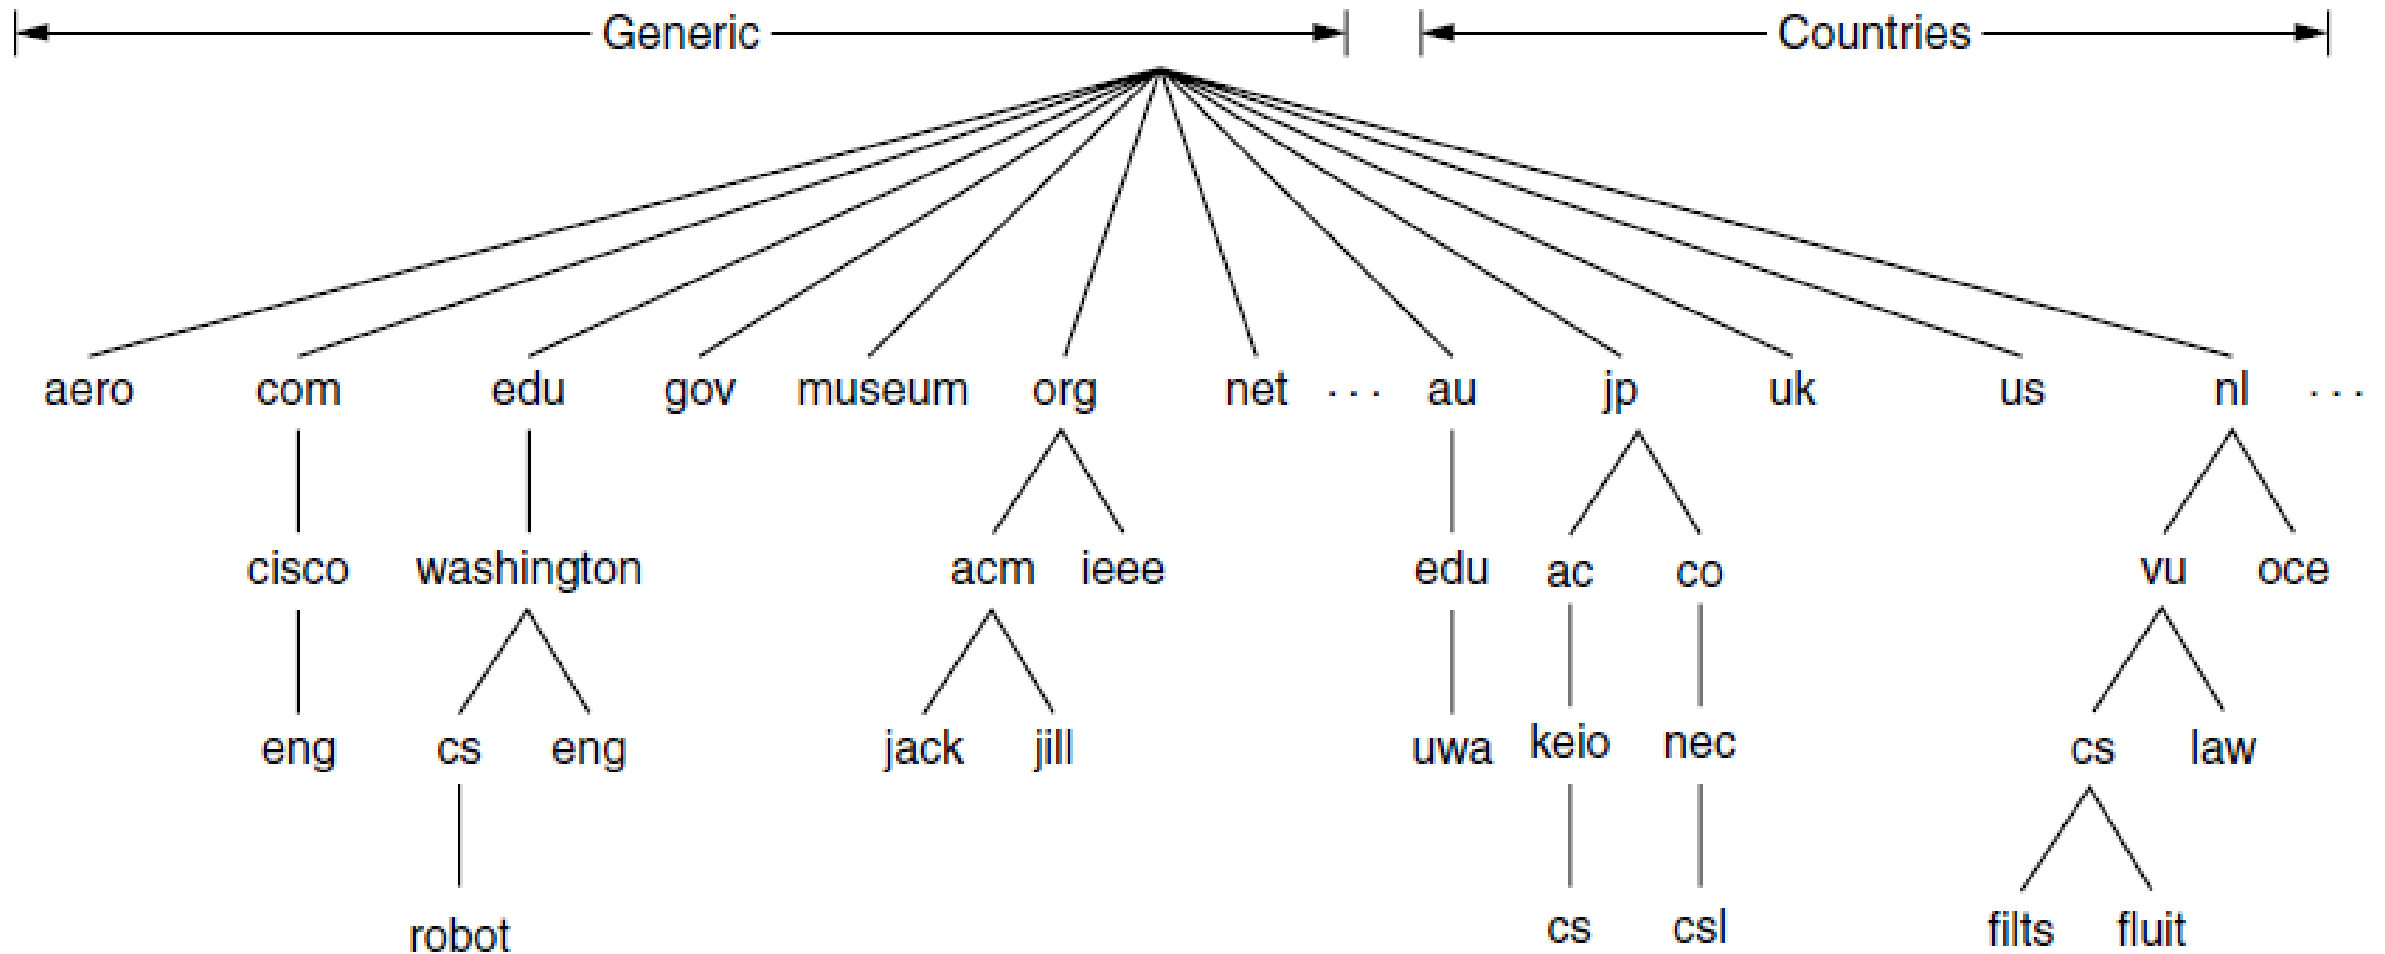 Generic Countries
aero com edu gov museum org net ... au jp uk us nl ...
cisco washington acm ieee edu ac co vu oce
eng cs eng jack jill uwa keio nec cs law
robot cs csl filts fluit